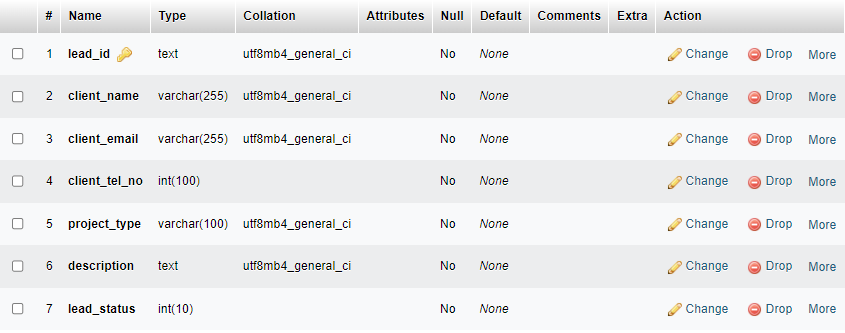 # Name Type Collation Attributes Null Default Comments Extra Action
1 lead_id text utf8mb4_general_ci No None Change Drop More
2 client_name varchar(255) utf8mb4_general_ci No None Change Drop More
3 client_email varchar(255) utf8mb4_general_ci No None Change Drop More
4 client_tel_no int(100) No None Change Drop More
5 project_type varchar(100) utf8mb4_general_ci No None Change Drop More
6 description text utf8mb4_general_ci No None Change Drop More
7 lead_status int(10) No None Change Drop More